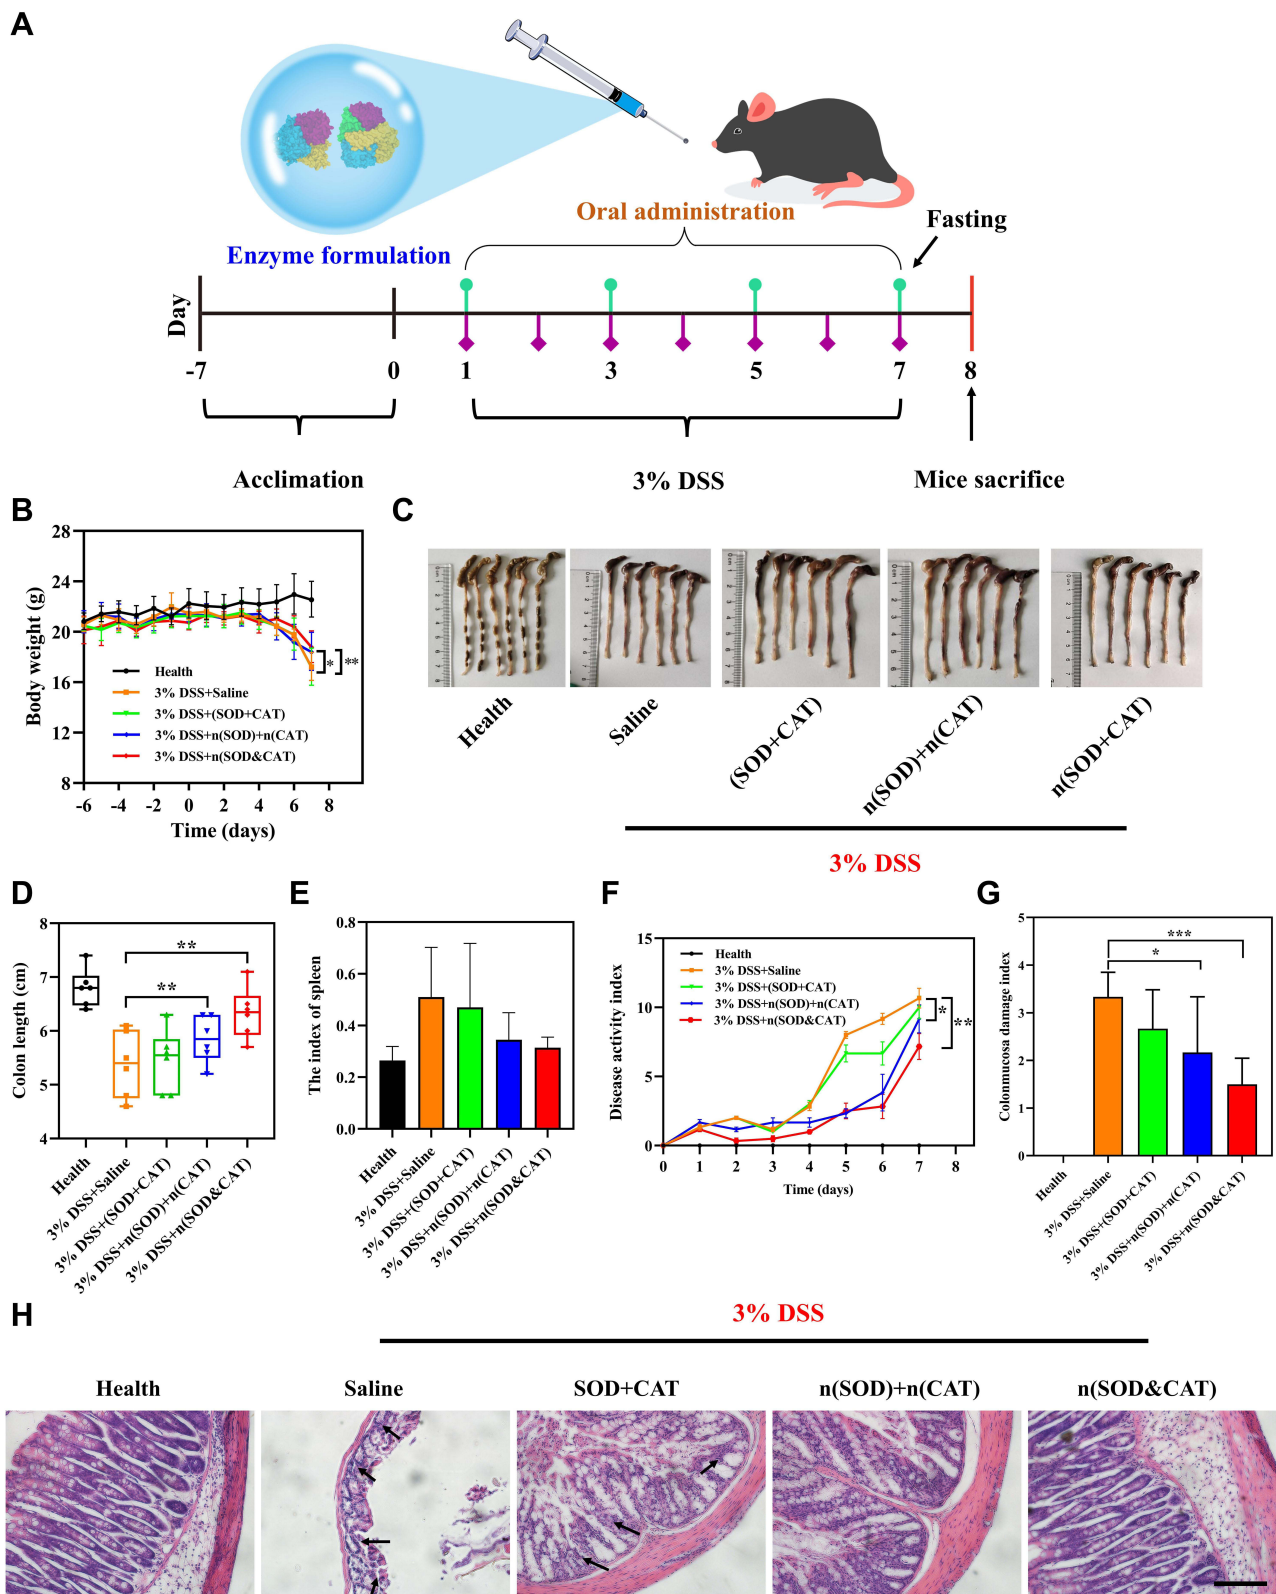 A
Oral administration
Fasting
Enzyme formulation
Day
-7
0
1
3
5
7
8
Acclimation
3% DSS
Mice sacrifice
B
Body weight (g)
28
24
20
16
12
8
-6
-4
-2
0
2
4
6
8
Time (days)
Health
3% DSS+Saline
3% DSS+(SOD+CAT)
3% DSS+n(SOD)+n(CAT)
3% DSS+n(SOD&CAT)
*
**
C
Health
Saline
(SOD+CAT)
n(SOD)+n(CAT)
n(SOD+CAT)
3% DSS
D
Colon length (cm)
8
7
6
5
4
**
**
Health
3% DSS+Saline
3% DSS+(SOD+CAT)
3% DSS+n(SOD)+n(CAT)
3% DSS+n(SOD&CAT)
E
The index of spleen
0.8
0.6
0.4
0.2
0.0
Health
3% DSS+Saline
3% DSS+(SOD+CAT)
3% DSS+n(SOD)+n(CAT)
3% DSS+n(SOD&CAT)
F
Disease activity index
15
10
5
0
0
1
2
3
4
5
6
7
8
Time (days)
Health
3% DSS+Saline
3% DSS+(SOD+CAT)
3% DSS+n(SOD)+n(CAT)
3% DSS+n(SOD&CAT)
*
**
G
Colonmucosa damage index
5
4
3
2
1
0
***
*
Health
3% DSS+Saline
3% DSS+(SOD+CAT)
3% DSS+n(SOD)+n(CAT)
3% DSS+n(SOD&CAT)
H
3% DSS
Health
Saline
SOD+CAT
n(SOD)+n(CAT)
n(SOD&CAT)